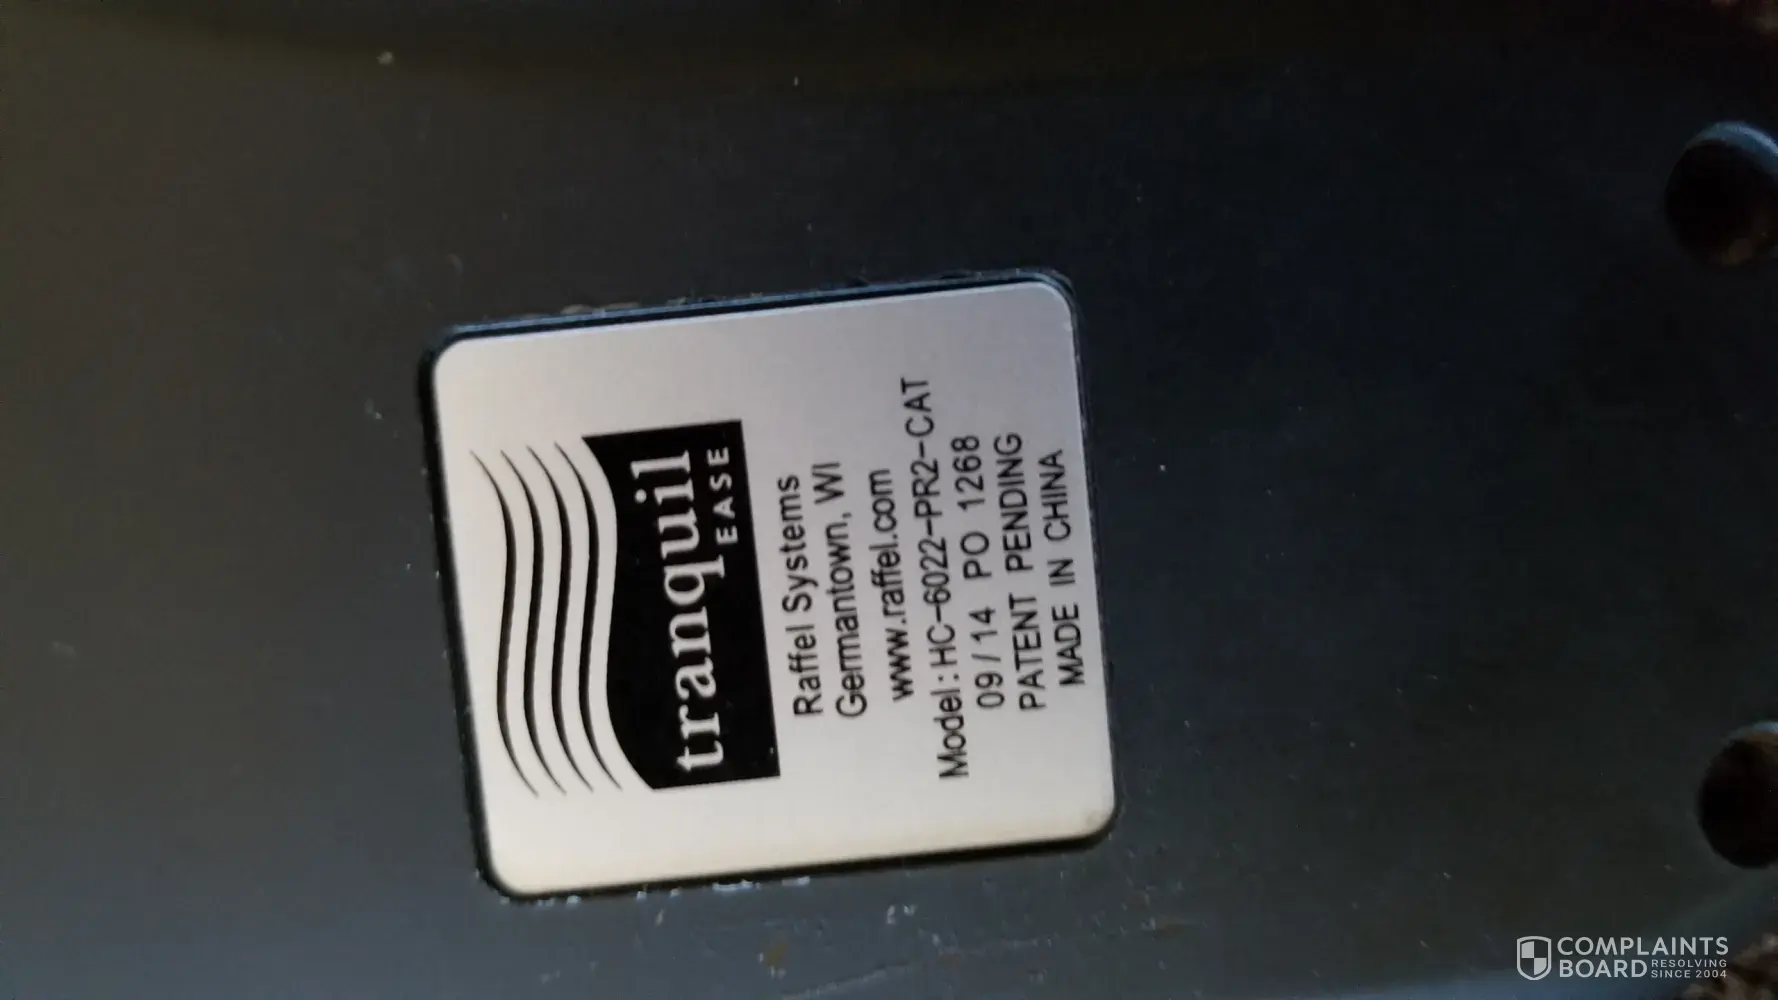 tranquil
EASE
Raffel Systems
Germantown, WI
www.raffel.com
Model:HC-6022-PR2-CAT
09/14 PO 1268
PATENT PENDING
MADE IN CHINA
COMPLAINTS
BOARD RESOLVING
SINCE 2004